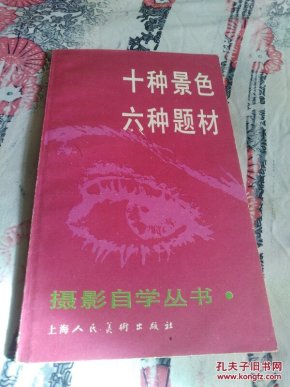 十种景色
六种题材
摄影自学丛书·
上海人民美術出版社
孔夫子旧书网